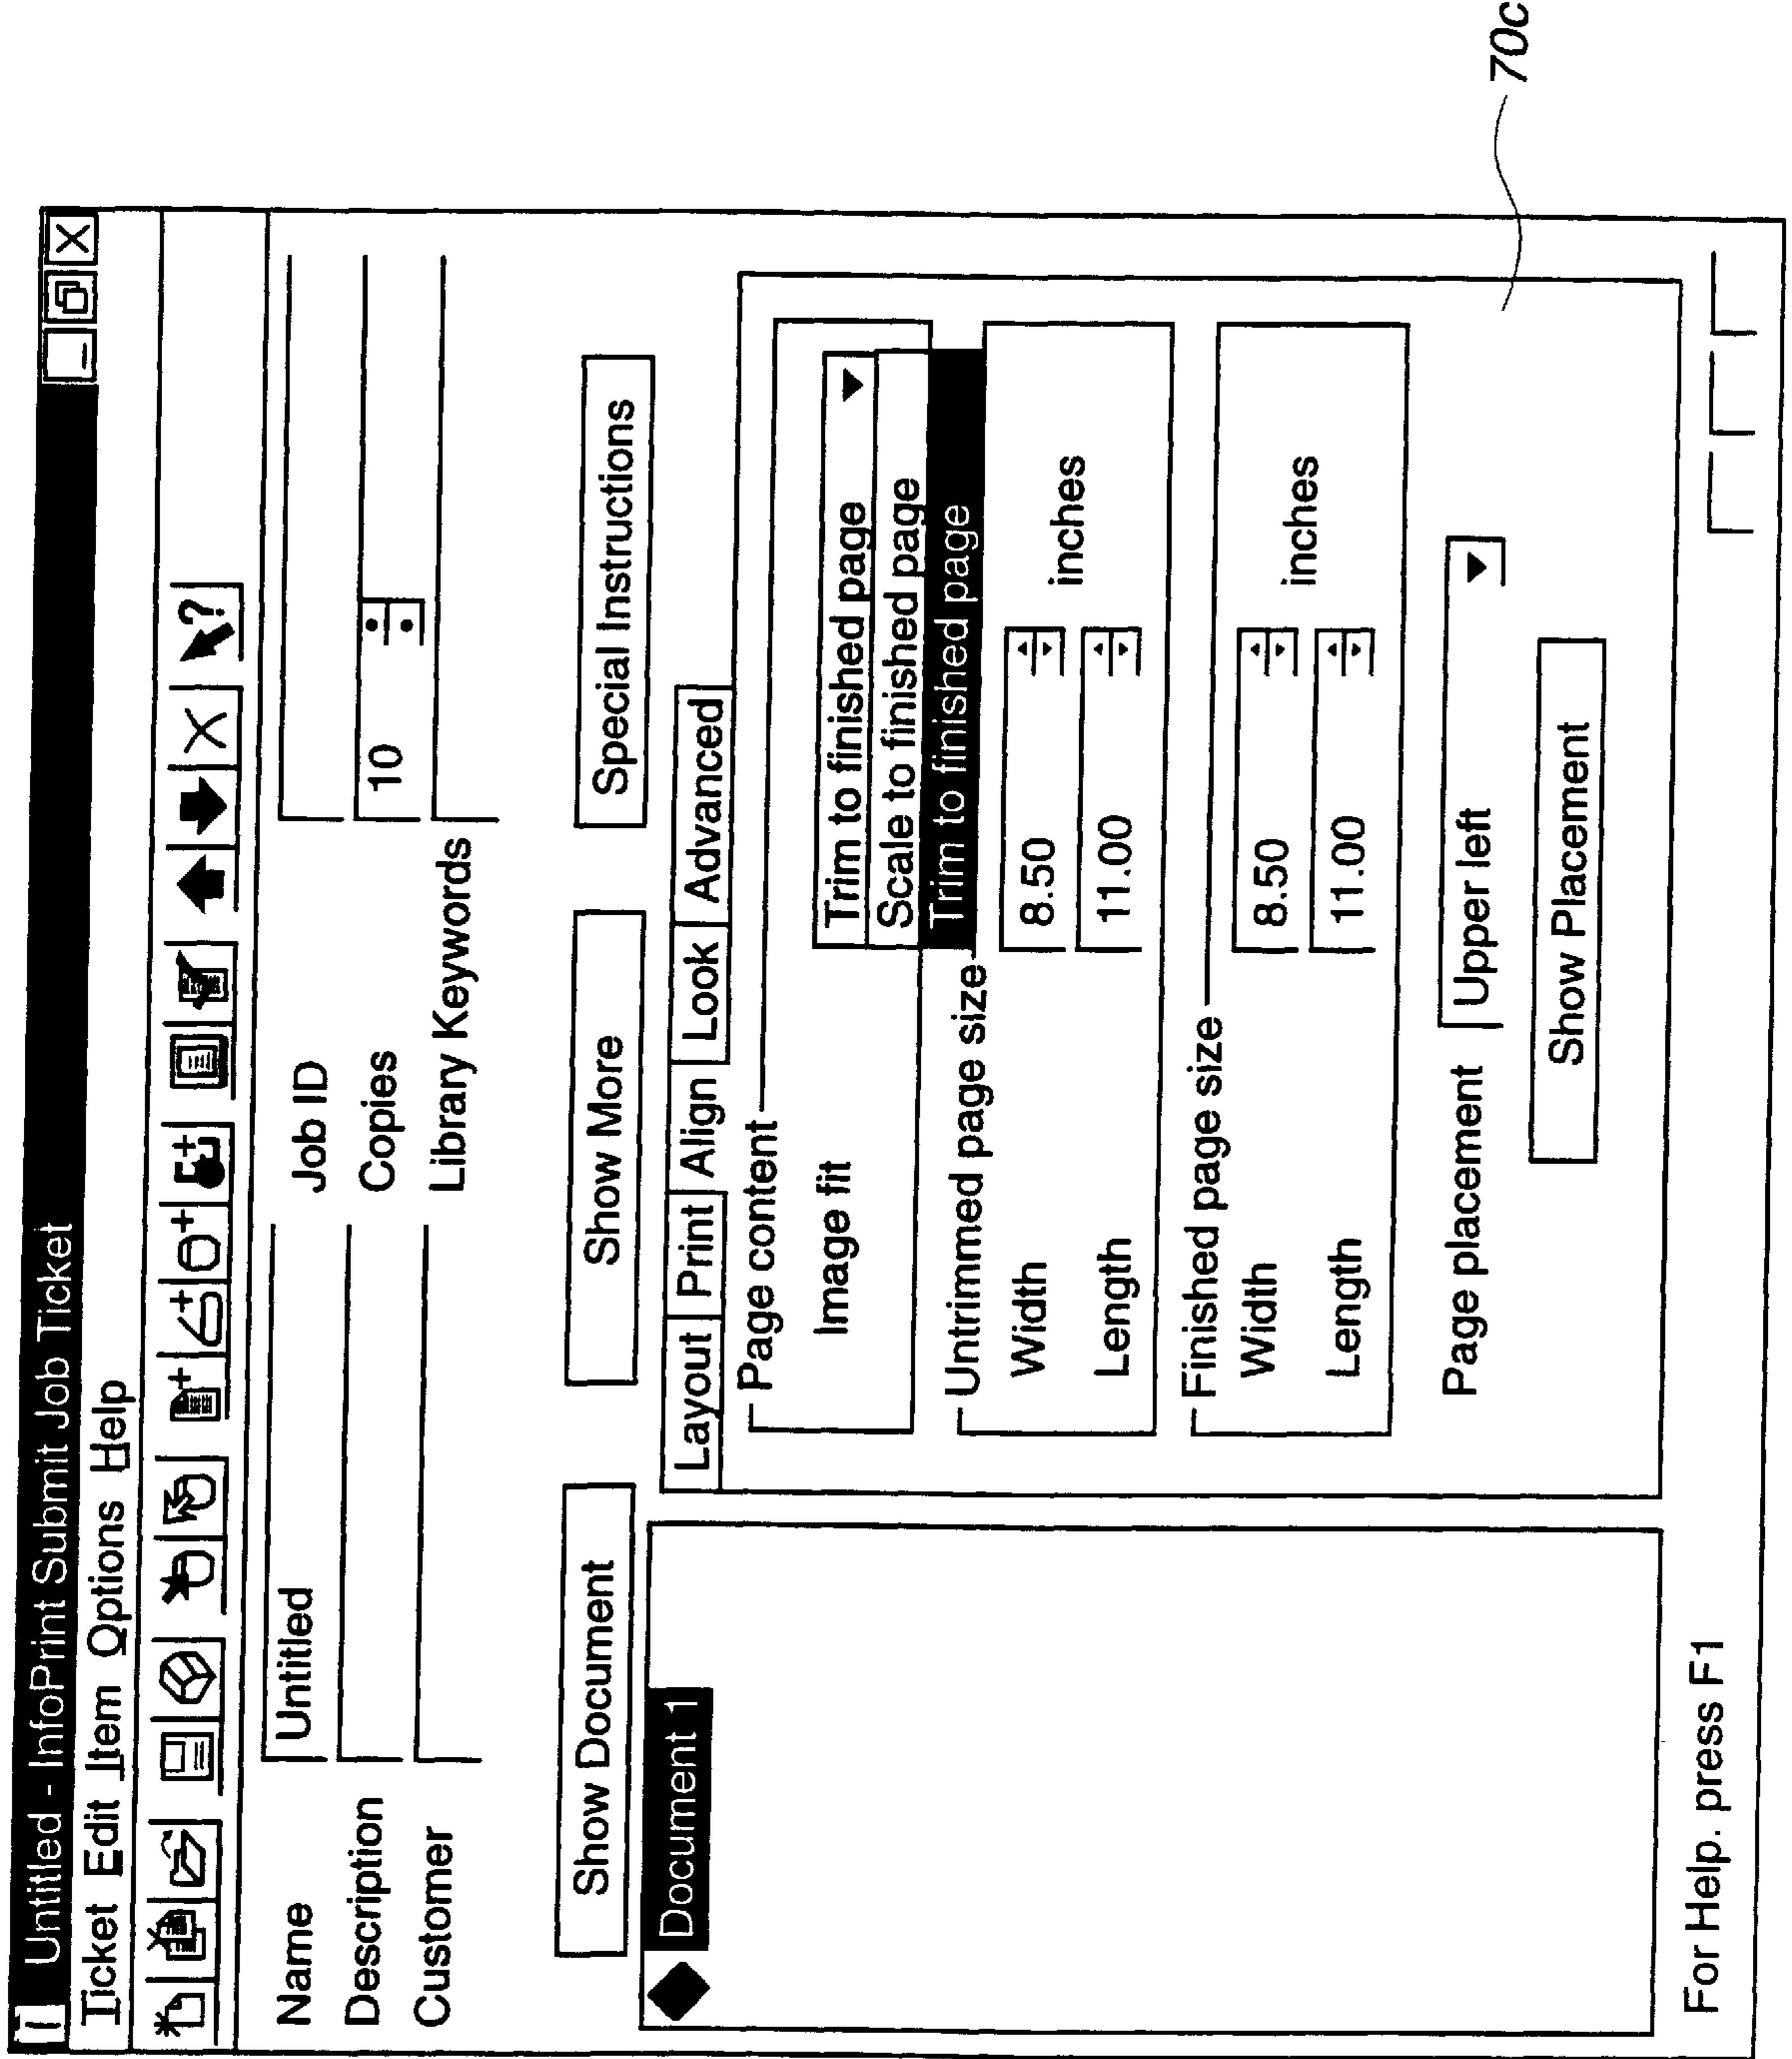 Untitled - InfoPrint Submit Job Ticket
Ticket Edit Item Options Help
Name Untitled Job ID
Description Copies 10
Customer Library Keywords
Show Document Show More Special Instructions
Document 1
Layout Print Align Look Advanced
Page content
Image fit Trim to finished page
Scale to finished page
Trim to finished page
Untrimmed page size
Width 8.50 inches
Length 11.00
Finished page size
Width 8.50 inches
Length 11.00
Page placement Upper left
Show Placement
For Help. press F1
70c